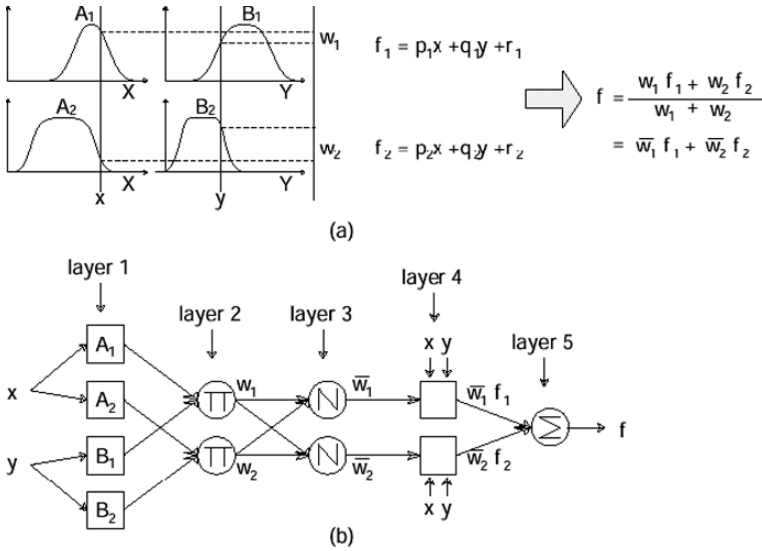 A₁ B₁
w₁ f₁ = p₁x +q₁y +r₁
X Y
f = w₁ f₁ + w₂ f₂ / w₁ + w₂
= w̅₁ f₁ + w̅₂ f₂
A₂ B₂
w₂ f₂ = p₂x +q₂y +r₂
X Y
x y
(a)
layer 1
layer 4
layer 2 layer 3
x y layer 5
A₁
w₁ w̅₁ w̅₁ f₁
x A₂ ∏ N
Σ f
y B₁ ∏ N
w₂ w̅₂ w̅₂ f₂
B₂ x y
(b)